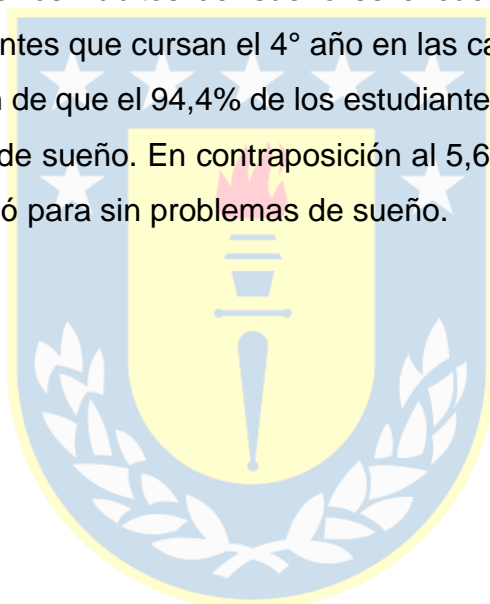 ntes que cursan el 4° año en las ca
de que el 94,4% de los estudiante
de sueño. En contraposición al 5,6
ó para sin problemas de sueño.